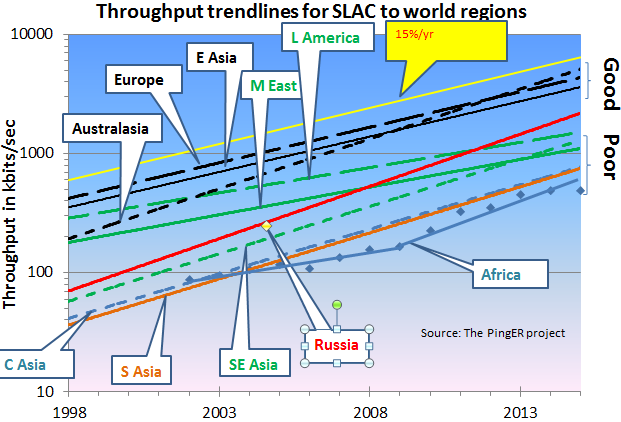 Throughput trendlines for SLAC to world regions
10000
1000
100
10
Throughput in kbits/sec
1998
2003
2008
2013
L America
15%/yr
E Asia
Europe
M East
Australasia
Good
Poor
Africa
Source: The PingER project
Russia
SE Asia
S Asia
C Asia